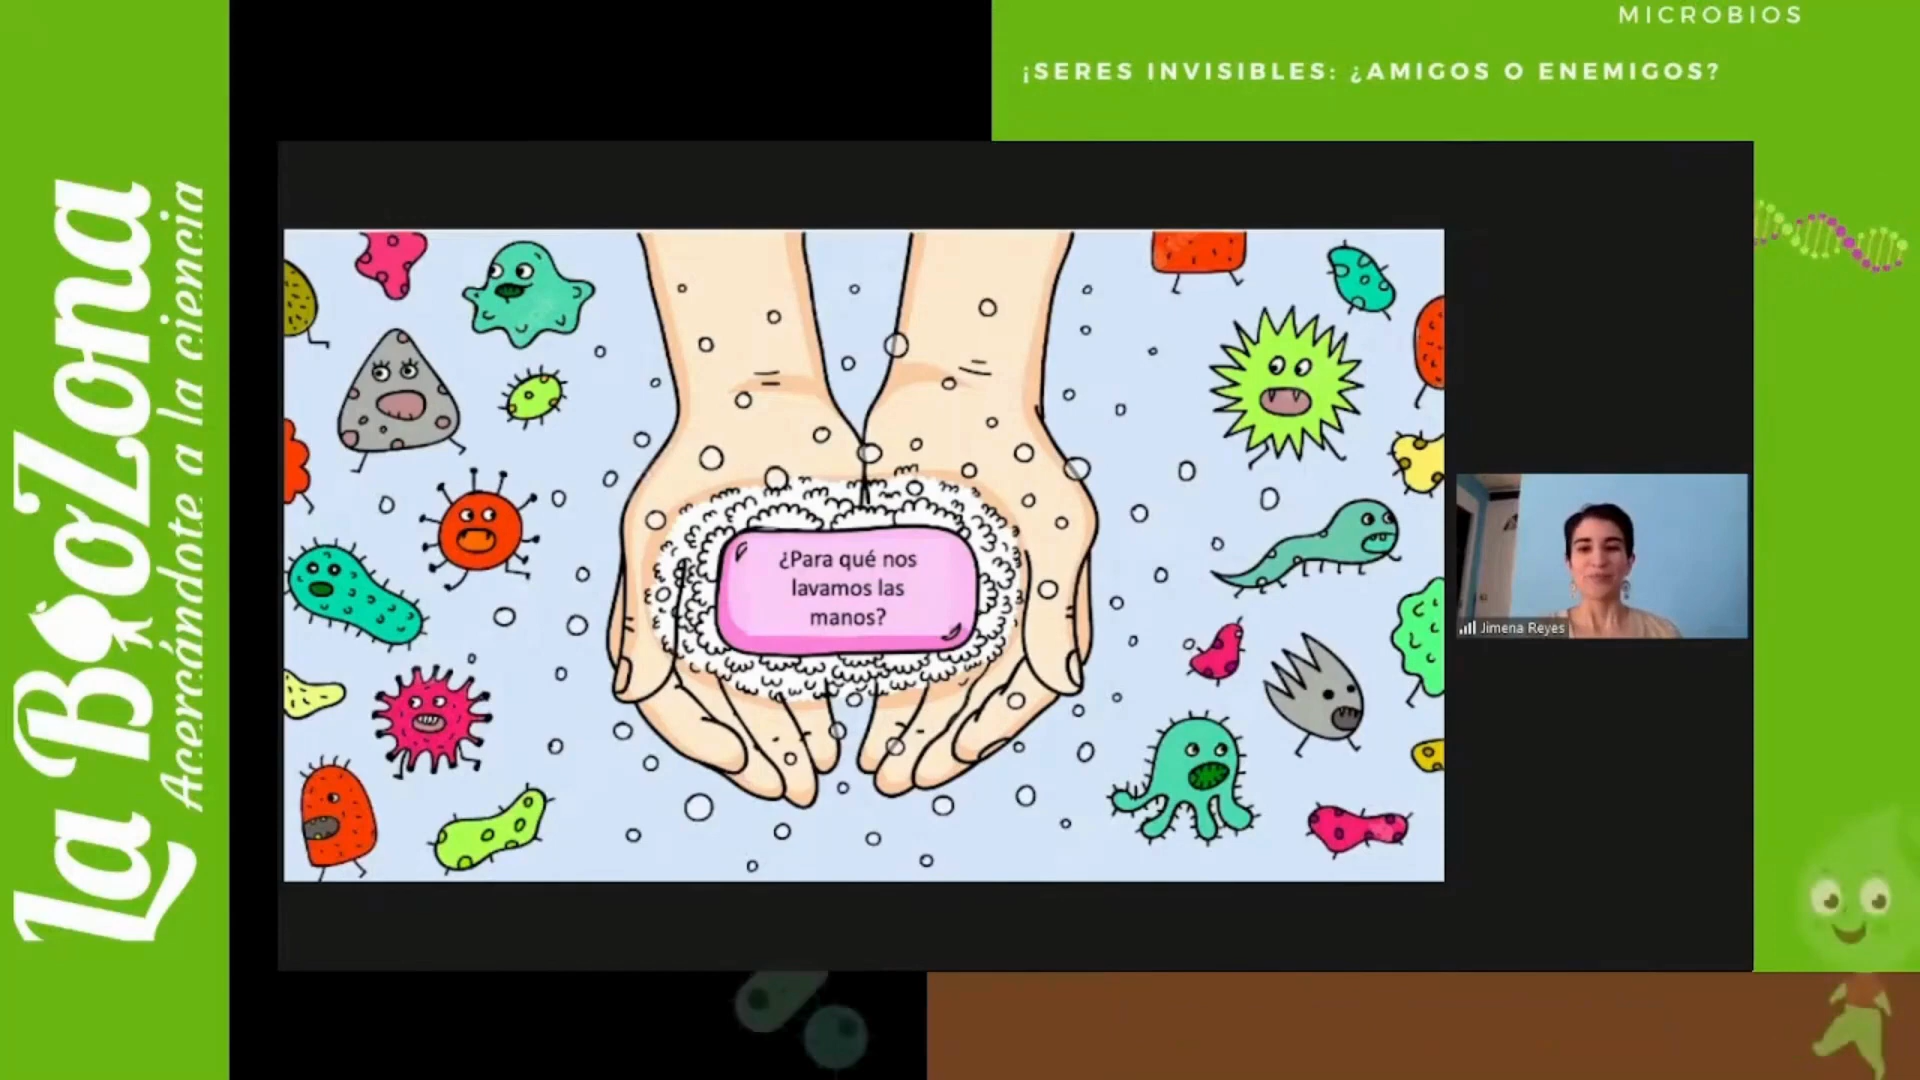 MICROBIOS
¡SERES INVISIBLES: ¿AMIGOS O ENEMIGOS?
La BioZona
Acercándote a la ciencia
¿Para qué nos
lavamos las
manos?
Jimena Reyes